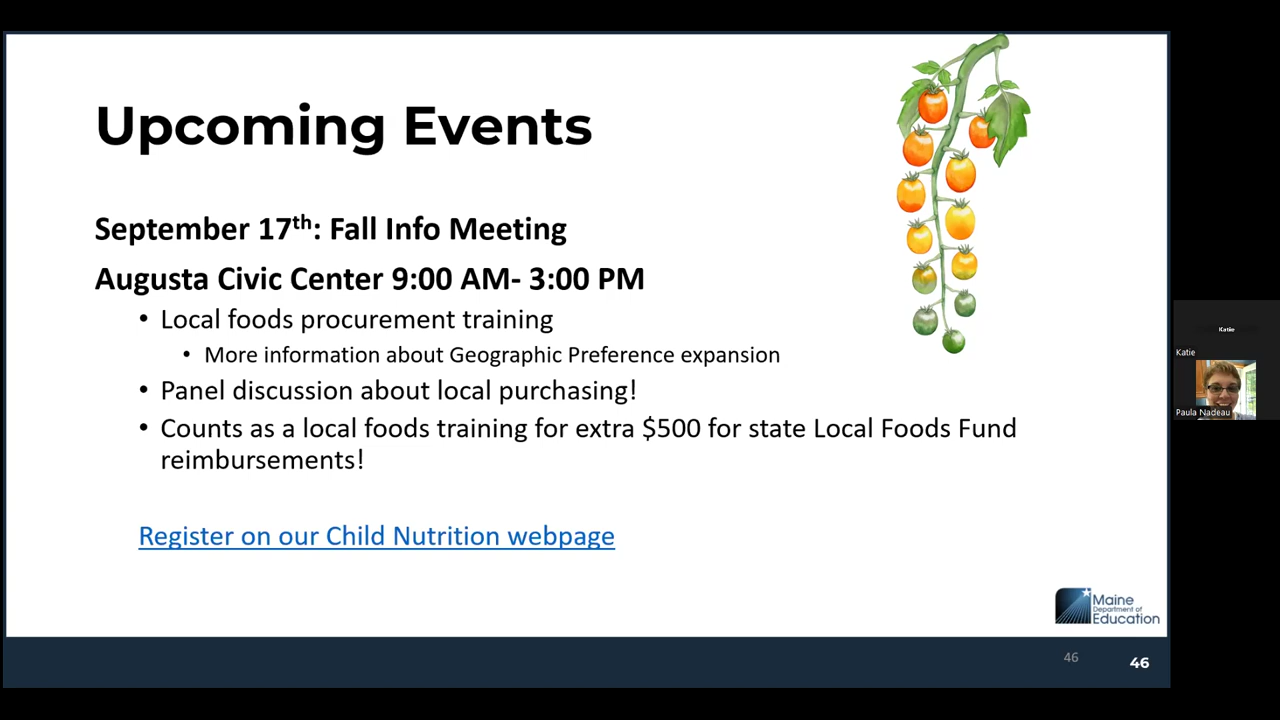 Upcoming Events
September 17th: Fall Info Meeting
Augusta Civic Center 9:00 AM- 3:00 PM
• Local foods procurement training
• More information about Geographic Preference expansion
• Panel discussion about local purchasing!
• Counts as a local foods training for extra $500 for state Local Foods Fund
reimbursements!
Register on our Child Nutrition webpage
Maine
Department of
Education
46
46
Katie
Katie
Paula Nadeau